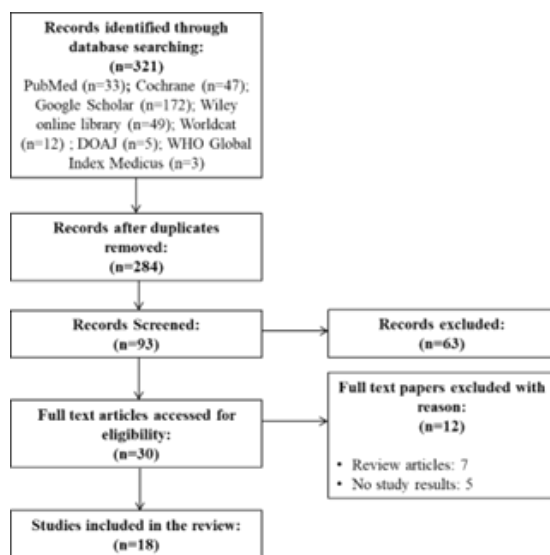 Records identified through
database searching:
(n=321)
PubMed (n=33); Cochrane (n=47);
Google Scholar (n=172); Wiley
online library (n=49); Worldcat
(n=12) ; DOAJ (n=5); WHO Global
Index Medicus (n=3)
Records after duplicates
removed:
(n=284)
Records Screened:
(n=93)
Records excluded:
(n=63)
Full text articles accessed for
eligibility:
(n=30)
Full text papers excluded with
reason:
(n=12)
• Review articles: 7
• No study results: 5
Studies included in the review:
(n=18)